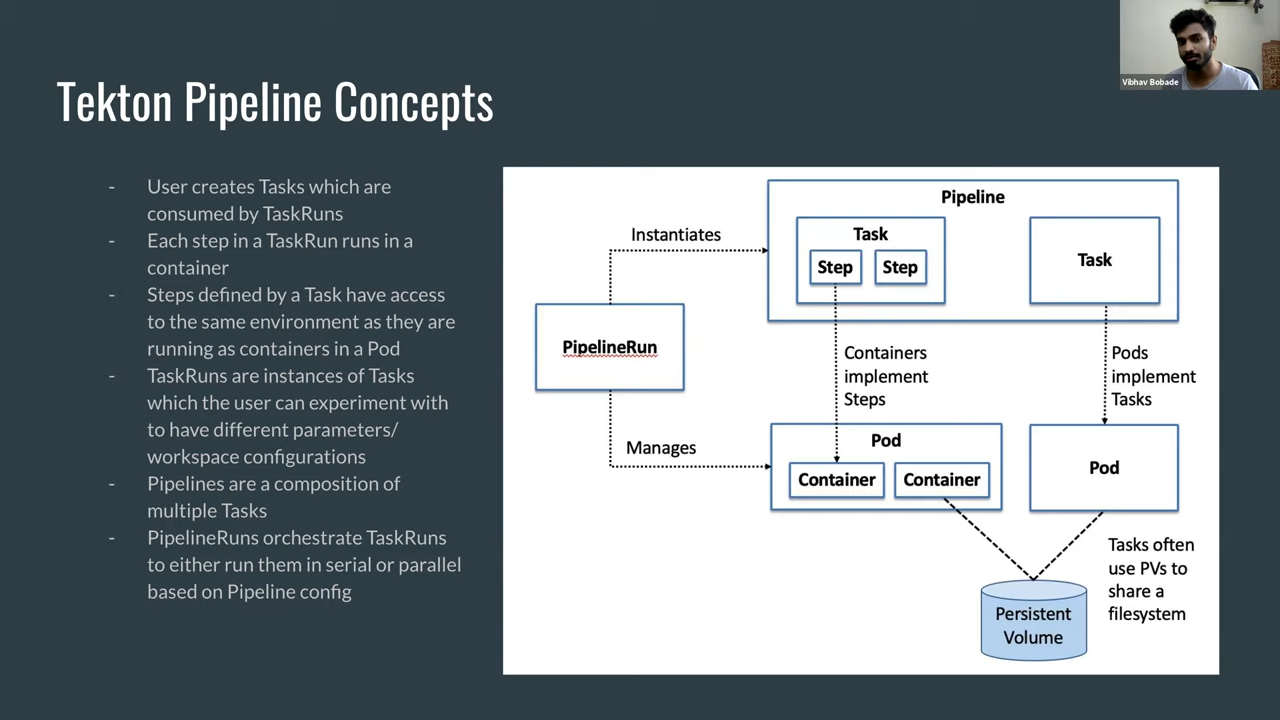 Vibhav Bobade
Tekton Pipeline Concepts
- User creates Tasks which are
consumed by TaskRuns
- Each step in a TaskRun runs in a
container
- Steps defined by a Task have access
to the same environment as they are
running as containers in a Pod
- TaskRuns are instances of Tasks
which the user can experiment with
to have different parameters/
workspace configurations
- Pipelines are a composition of
multiple Tasks
- PipelineRuns orchestrate TaskRuns
to either run them in serial or parallel
based on Pipeline config
Pipeline
Instantiates
Task
Step
Step
Task
PipelineRun
Containers
implement
Steps
Pods
implement
Tasks
Manages
Pod
Container
Container
Pod
Tasks often
use PVs to
share a
filesystem
Persistent
Volume